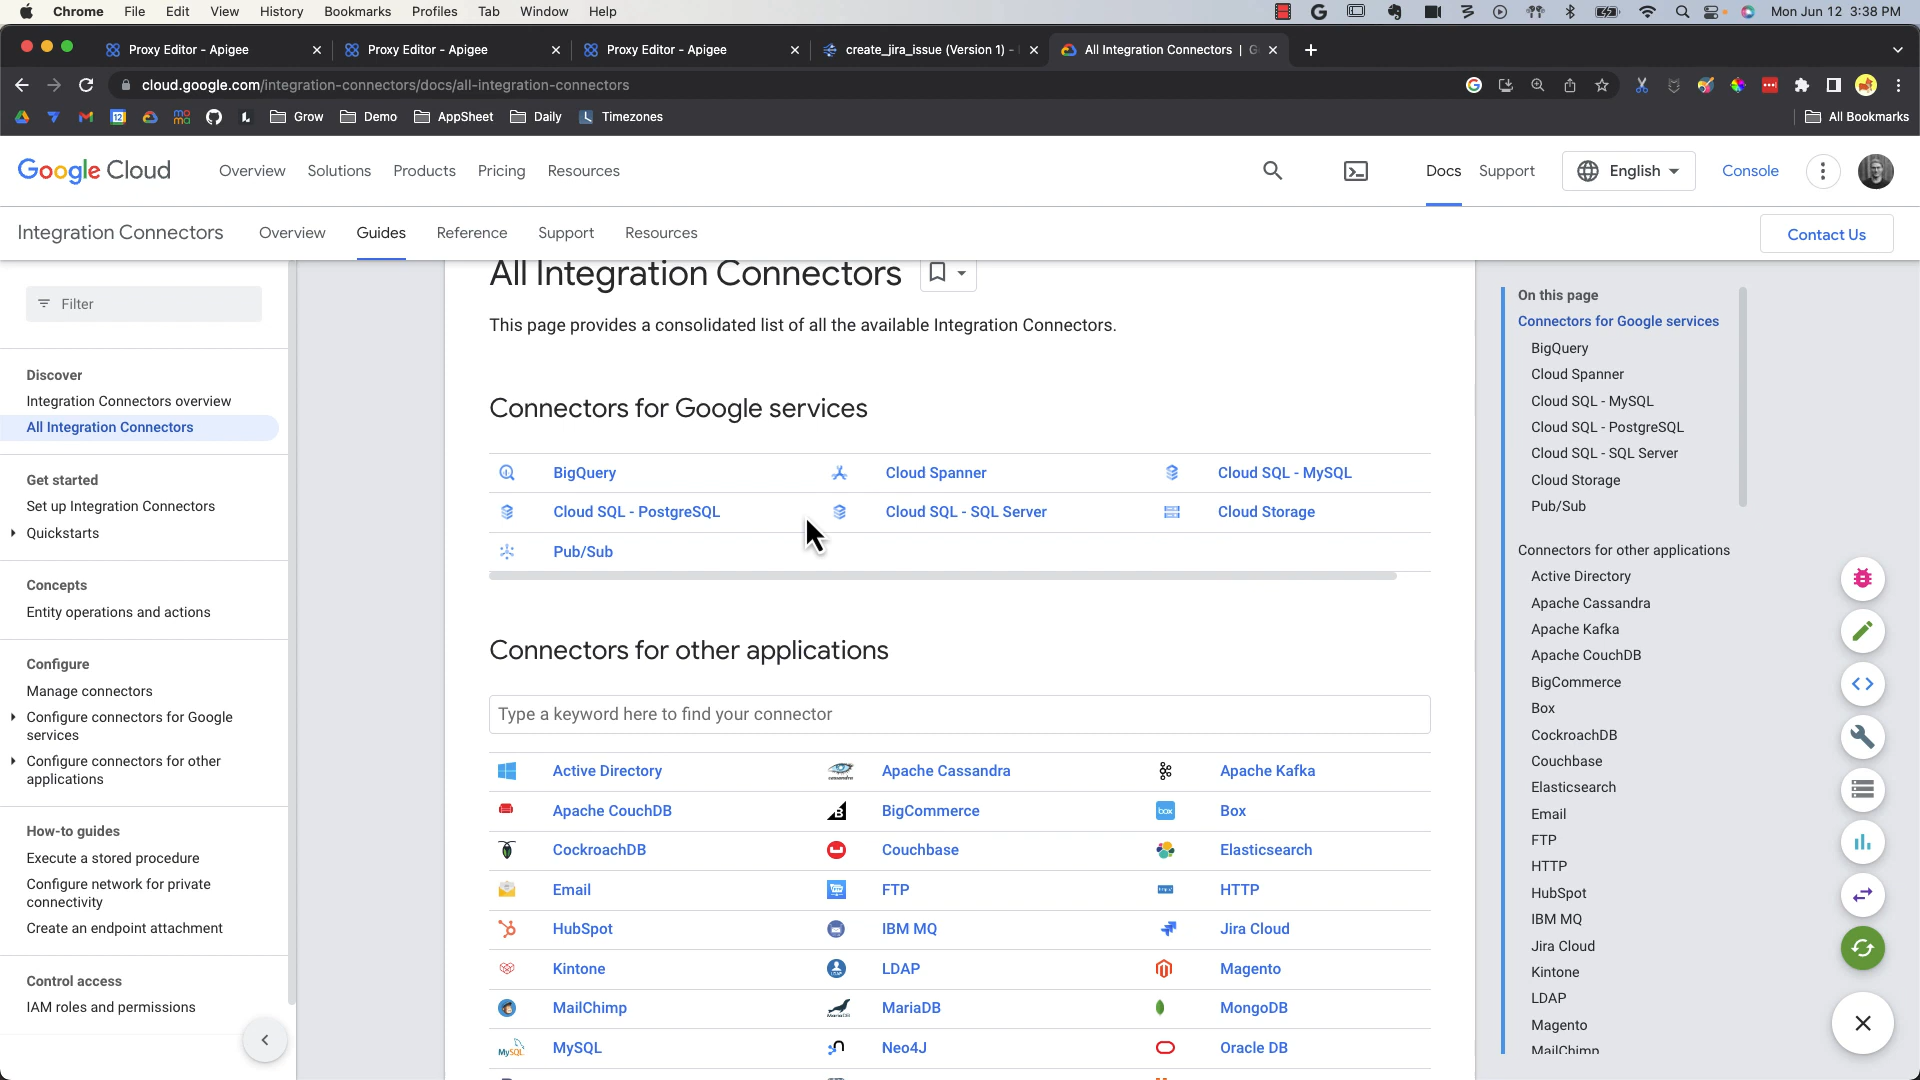 Chrome File Edit View History Bookmarks Profiles Tab Window Help Mon Jun 12 3:38 PM
Proxy Editor - Apigee Proxy Editor - Apigee Proxy Editor - Apigee create_jira_issue (Version 1) - All Integration Connectors | G
cloud.google.com/integration-connectors/docs/all-integration-connectors
Grow Demo AppSheet Daily Timezones All Bookmarks
Google Cloud Overview Solutions Products Pricing Resources Docs Support English Console
Integration Connectors Overview Guides Reference Support Resources Contact Us
Filter
Discover
Integration Connectors overview
All Integration Connectors
Get started
Set up Integration Connectors
Quickstarts
Concepts
Entity operations and actions
Configure
Manage connectors
Configure connectors for Google
services
Configure connectors for other
applications
How-to guides
Execute a stored procedure
Configure network for private
connectivity
Create an endpoint attachment
Control access
IAM roles and permissions
All Integration Connectors
This page provides a consolidated list of all the available Integration Connectors.
Connectors for Google services
BigQuery Cloud Spanner Cloud SQL - MySQL
Cloud SQL - PostgreSQL Cloud SQL - SQL Server Cloud Storage
Pub/Sub
Connectors for other applications
Type a keyword here to find your connector
Active Directory Apache Cassandra Apache Kafka
Apache CouchDB BigCommerce Box
CockroachDB Couchbase Elasticsearch
Email FTP HTTP
HubSpot IBM MQ Jira Cloud
Kintone LDAP Magento
MailChimp MariaDB MongoDB
MySQL Neo4J Oracle DB
On this page
Connectors for Google services
BigQuery
Cloud Spanner
Cloud SQL - MySQL
Cloud SQL - PostgreSQL
Cloud SQL - SQL Server
Cloud Storage
Pub/Sub
Connectors for other applications
Active Directory
Apache Cassandra
Apache Kafka
Apache CouchDB
BigCommerce
Box
CockroachDB
Couchbase
Elasticsearch
Email
FTP
HTTP
HubSpot
IBM MQ
Jira Cloud
Kintone
LDAP
Magento
MailChimp